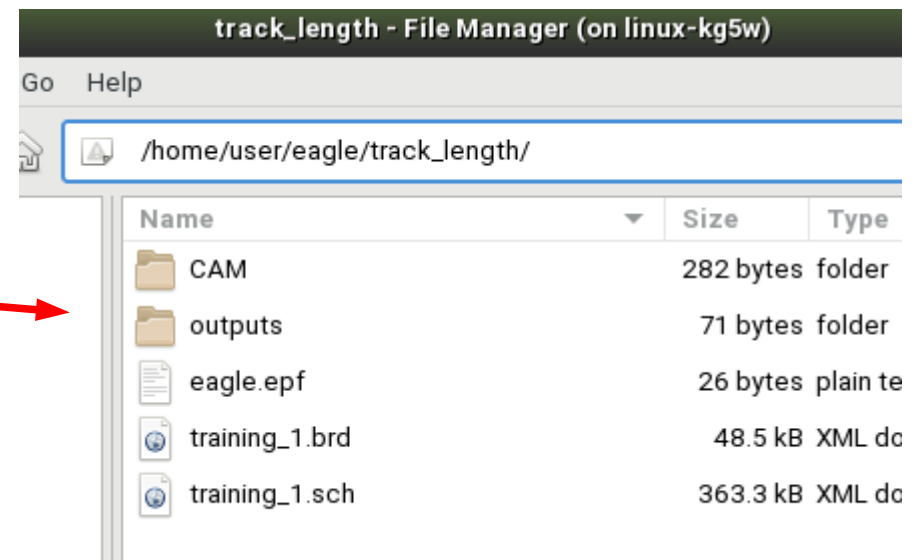 track_length - File Manager (on linux-kg5w)
Go Help
/home/user/eagle/track_length/
Name Size Type
CAM 282 bytes folder
outputs 71 bytes folder
eagle.epf 26 bytes plain te
training_1.brd 48.5 kB XML do
training_1.sch 363.3 kB XML do